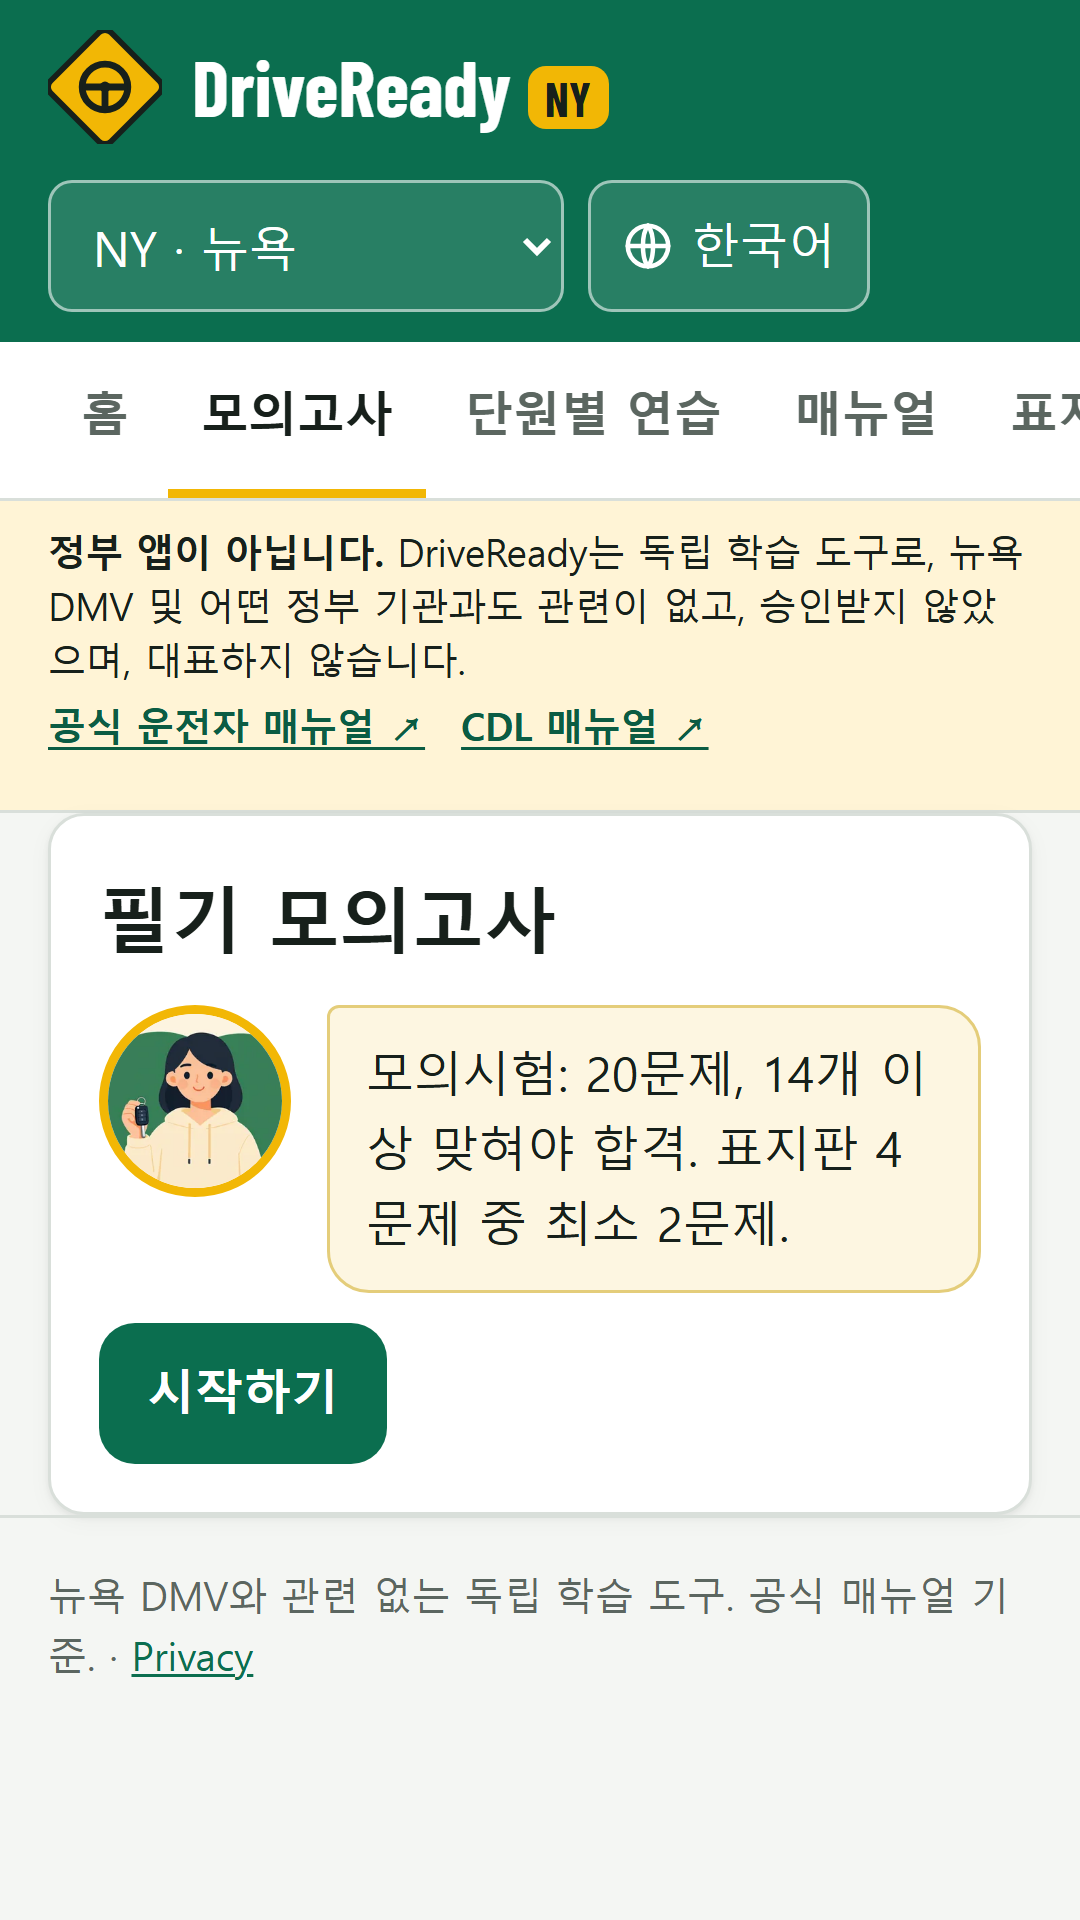 DriveReady NY
NY · 뉴욕
한국어
홈 모의고사 단원별 연습 매뉴얼
정부 앱이 아닙니다. DriveReady는 독립 학습 도구로, 뉴욕
DMV 및 어떤 정부 기관과도 관련이 없고, 승인받지 않았
으며, 대표하지 않습니다.
공식 운전자 매뉴얼 ↗ CDL 매뉴얼 ↗
필기 모의고사
모의시험: 20문제, 14개 이
상 맞혀야 합격. 표지판 4
문제 중 최소 2문제.
시작하기
뉴욕 DMV와 관련 없는 독립 학습 도구. 공식 매뉴얼 기
준. · Privacy